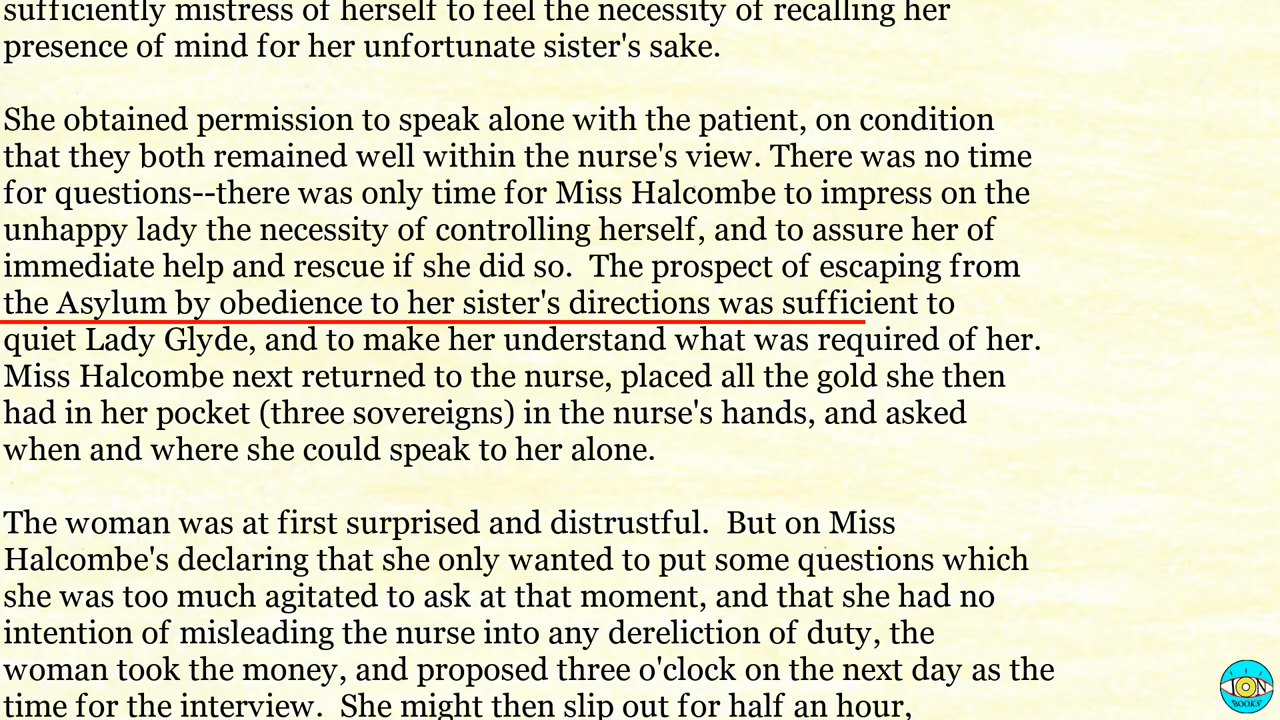 sufficiently mistress of herself to feel the necessity of recalling her
presence of mind for her unfortunate sister's sake.
She obtained permission to speak alone with the patient, on condition
that they both remained well within the nurse's view. There was no time
for questions--there was only time for Miss Halcombe to impress on the
unhappy lady the necessity of controlling herself, and to assure her of
immediate help and rescue if she did so.  The prospect of escaping from
the Asylum by obedience to her sister's directions was sufficient to
quiet Lady Glyde, and to make her understand what was required of her.
Miss Halcombe next returned to the nurse, placed all the gold she then
had in her pocket (three sovereigns) in the nurse's hands, and asked
when and where she could speak to her alone.
The woman was at first surprised and distrustful.  But on Miss
Halcombe's declaring that she only wanted to put some questions which
she was too much agitated to ask at that moment, and that she had no
intention of misleading the nurse into any dereliction of duty, the
woman took the money, and proposed three o'clock on the next day as the
time for the interview.  She might then slip out for half an hour,
ION
BOOKS